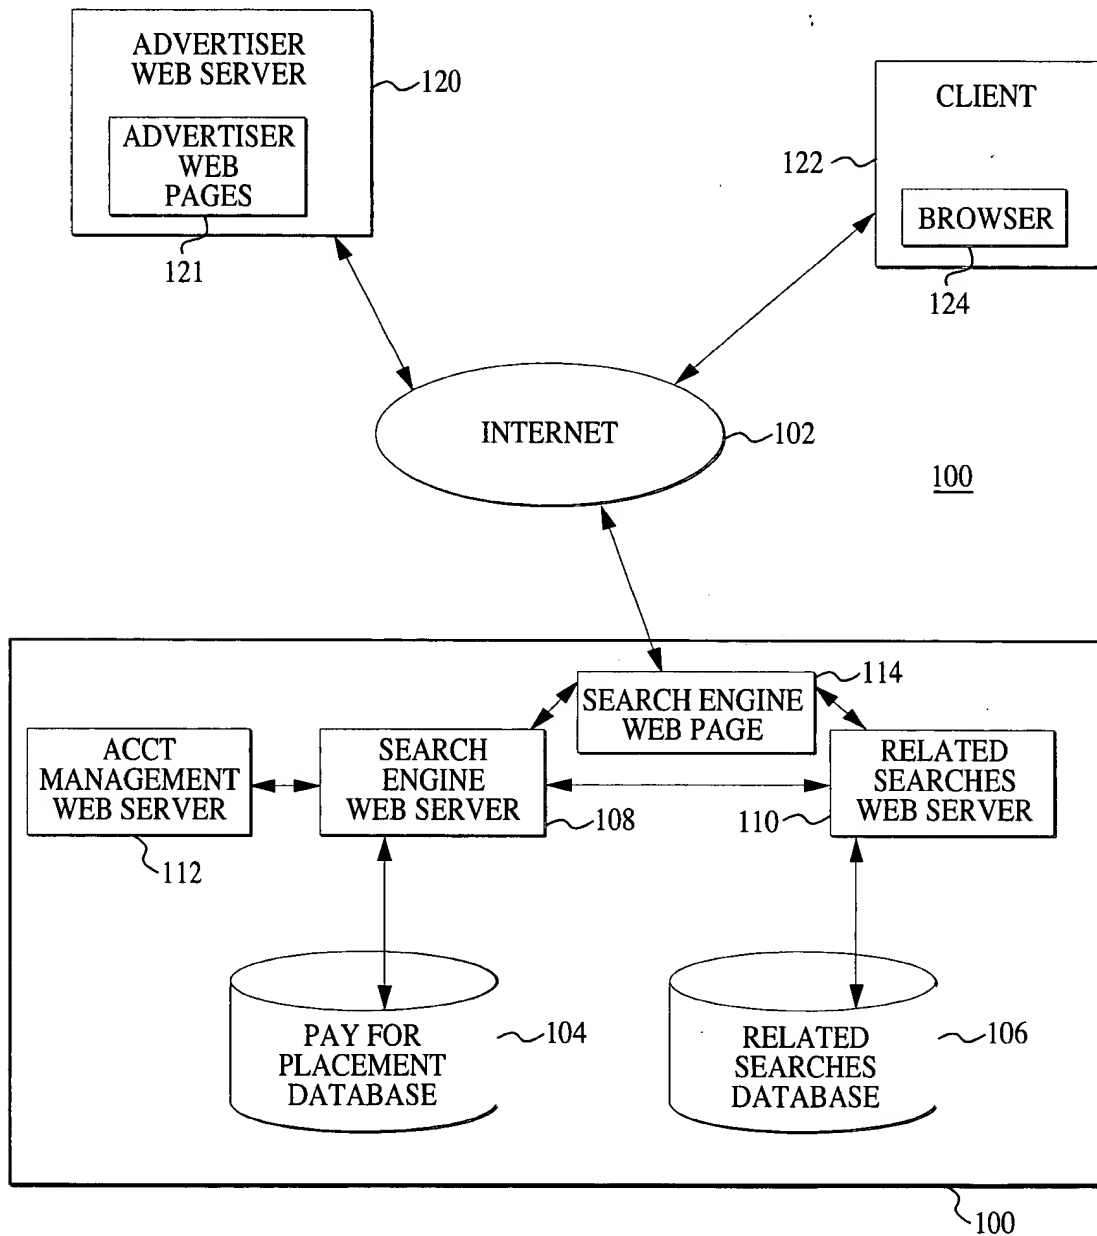 ADVERTISER
WEB SERVER
120
ADVERTISER
WEB
PAGES
121
CLIENT
122
BROWSER
124
INTERNET
102
100
114
SEARCH ENGINE
WEB PAGE
ACCT
MANAGEMENT
WEB SERVER
112
SEARCH
ENGINE
WEB SERVER
108
RELATED
SEARCHES
WEB SERVER
110
PAY FOR
PLACEMENT
DATABASE
104
RELATED
SEARCHES
DATABASE
106
100